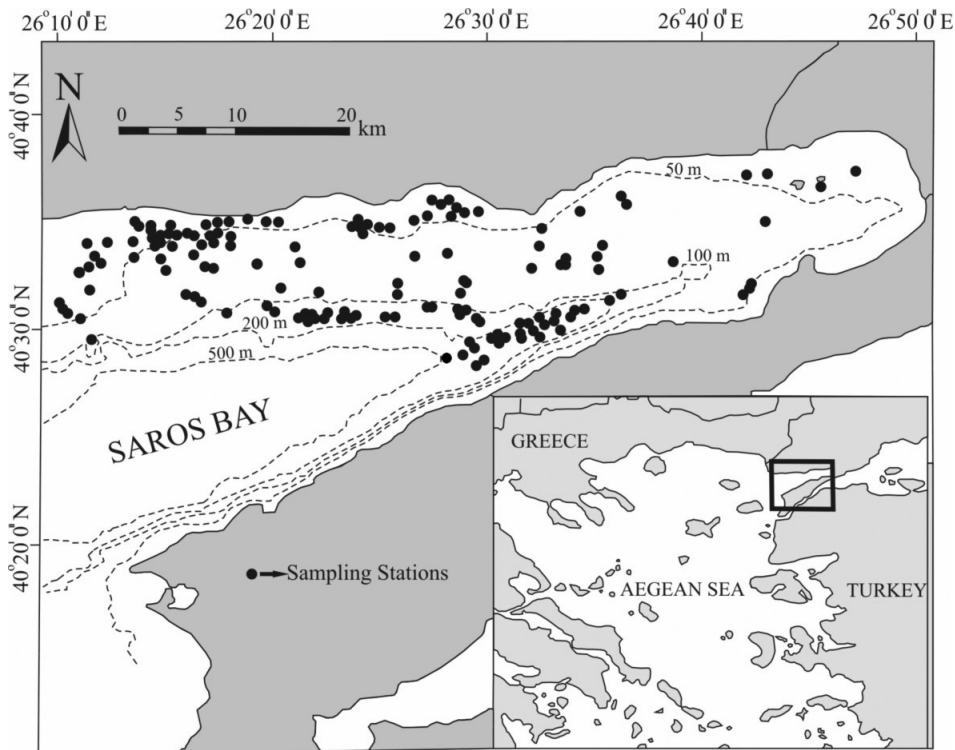 26°10'0"E 26°20'0"E 26°30'0"E 26°40'0"E 26°50'0"E
N
0 5 10 20
km
40°40'0"N
50 m
100 m
200 m
40°30'0"N
500 m
SAROS BAY
GREECE
40°20'0"N
Sampling Stations
AEGEAN SEA
TURKEY